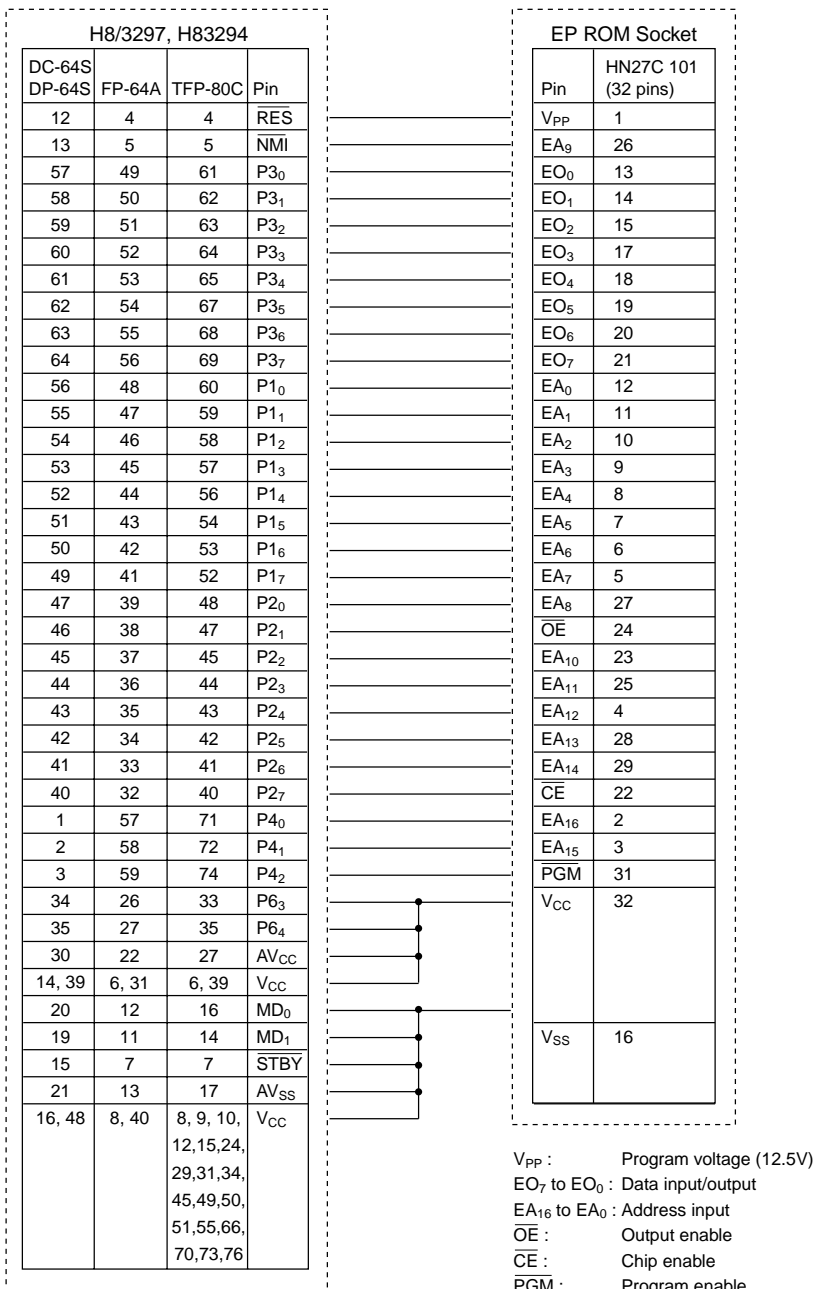 H8/3297, H83294 EP ROM Socket
DC-64S HN27C 101
DP-64S FP-64A TFP-80C Pin Pin (32 pins)
12 4 4 R̅E̅S̅ VPP 1
13 5 5 N̅M̅I̅ EA9 26
57 49 61 P30 EO0 13
58 50 62 P31 EO1 14
59 51 63 P32 EO2 15
60 52 64 P33 EO3 17
61 53 65 P34 EO4 18
62 54 67 P35 EO5 19
63 55 68 P36 EO6 20
64 56 69 P37 EO7 21
56 48 60 P10 EA0 12
55 47 59 P11 EA1 11
54 46 58 P12 EA2 10
53 45 57 P13 EA3 9
52 44 56 P14 EA4 8
51 43 54 P15 EA5 7
50 42 53 P16 EA6 6
49 41 52 P17 EA7 5
47 39 48 P20 EA8 27
46 38 47 P21 O̅E̅ 24
45 37 45 P22 EA10 23
44 36 44 P23 EA11 25
43 35 43 P24 EA12 4
42 34 42 P25 EA13 28
41 33 41 P26 EA14 29
40 32 40 P27 C̅E̅ 22
1 57 71 P40 EA16 2
2 58 72 P41 EA15 3
3 59 74 P42 P̅G̅M̅ 31
34 26 33 P63 VCC 32
35 27 35 P64
30 22 27 AVCC
14, 39 6, 31 6, 39 VCC
20 12 16 MD0
19 11 14 MD1 VSS 16
15 7 7 S̅T̅B̅Y̅
21 13 17 AVSS
16, 48 8, 40 8, 9, 10, VCC
12,15,24,
29,31,34,
45,49,50,
51,55,66,
70,73,76
VPP : Program voltage (12.5V)
EO7 to EO0 : Data input/output
EA16 to EA0 : Address input
O̅E̅ : Output enable
C̅E̅ : Chip enable
P̅G̅M̅ : Program enable